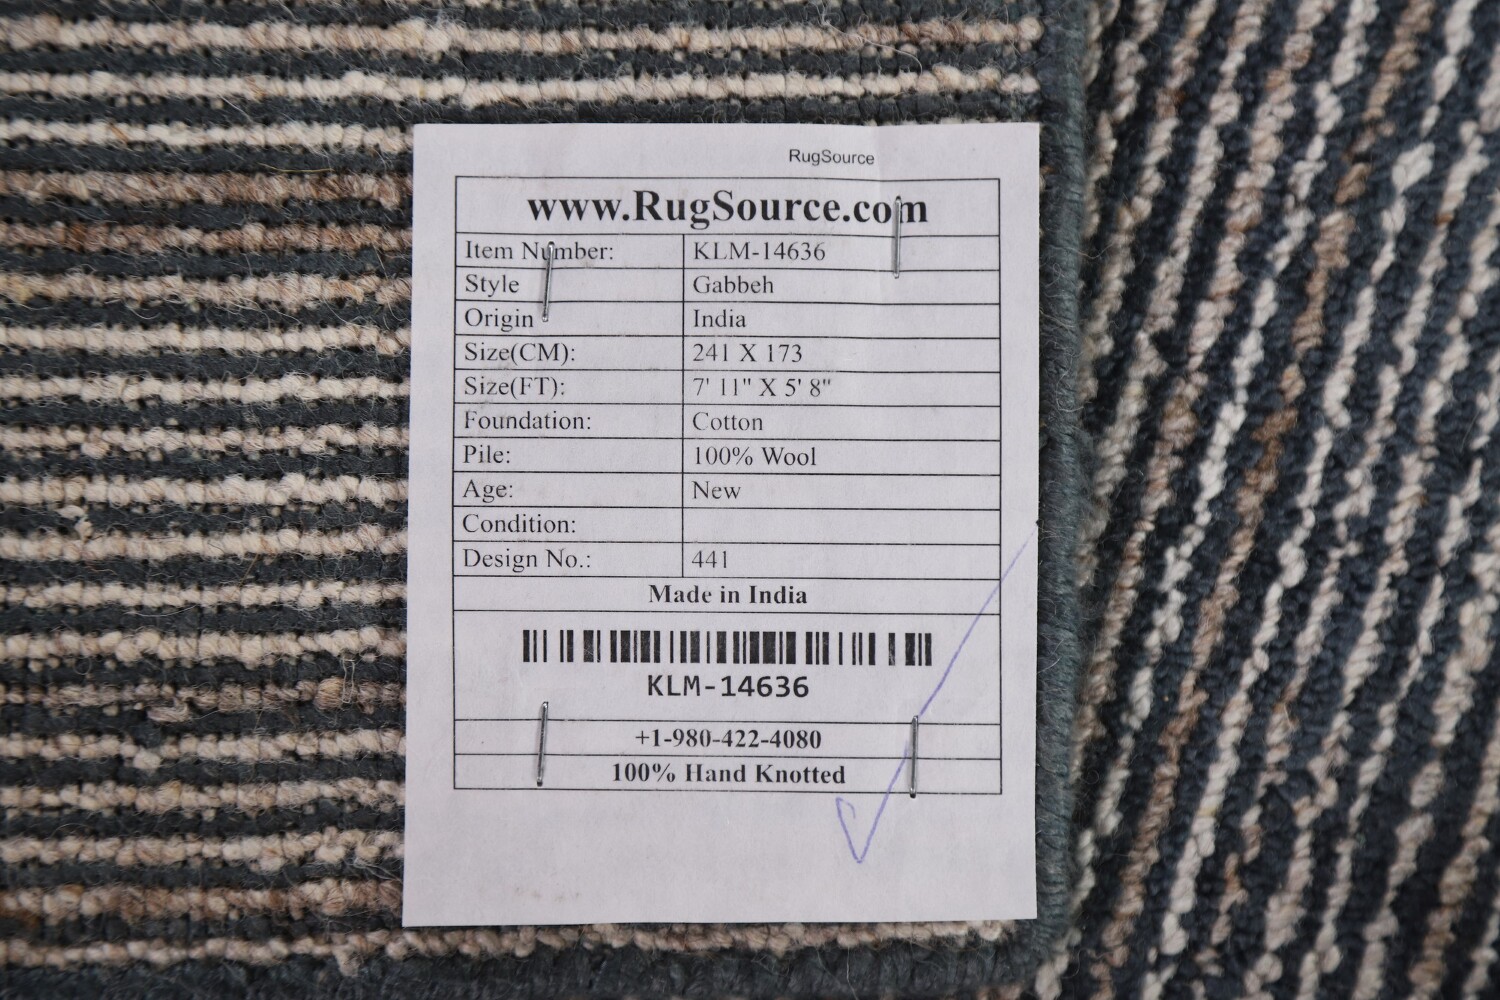 RugSource
www.RugSource.com
Item Number: KLM-14636
Style Gabbeh
Origin India
Size(CM): 241 X 173
Size(FT): 7' 11" X 5' 8"
Foundation: Cotton
Pile: 100% Wool
Age: New
Condition:
Design No.: 441
Made in India
KLM-14636
+1-980-422-4080
100% Hand Knotted